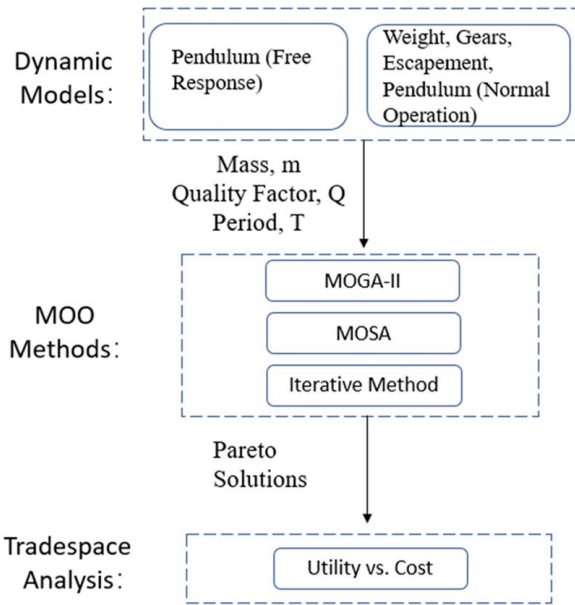 Dynamic
Models:
Pendulum (Free
Response)
Weight, Gears,
Escapement,
Pendulum (Normal
Operation)
Mass, m
Quality Factor, Q
Period, T
MOO
Methods:
MOGA-II
MOSA
Iterative Method
Pareto
Solutions
Tradespace
Analysis:
Utility vs. Cost